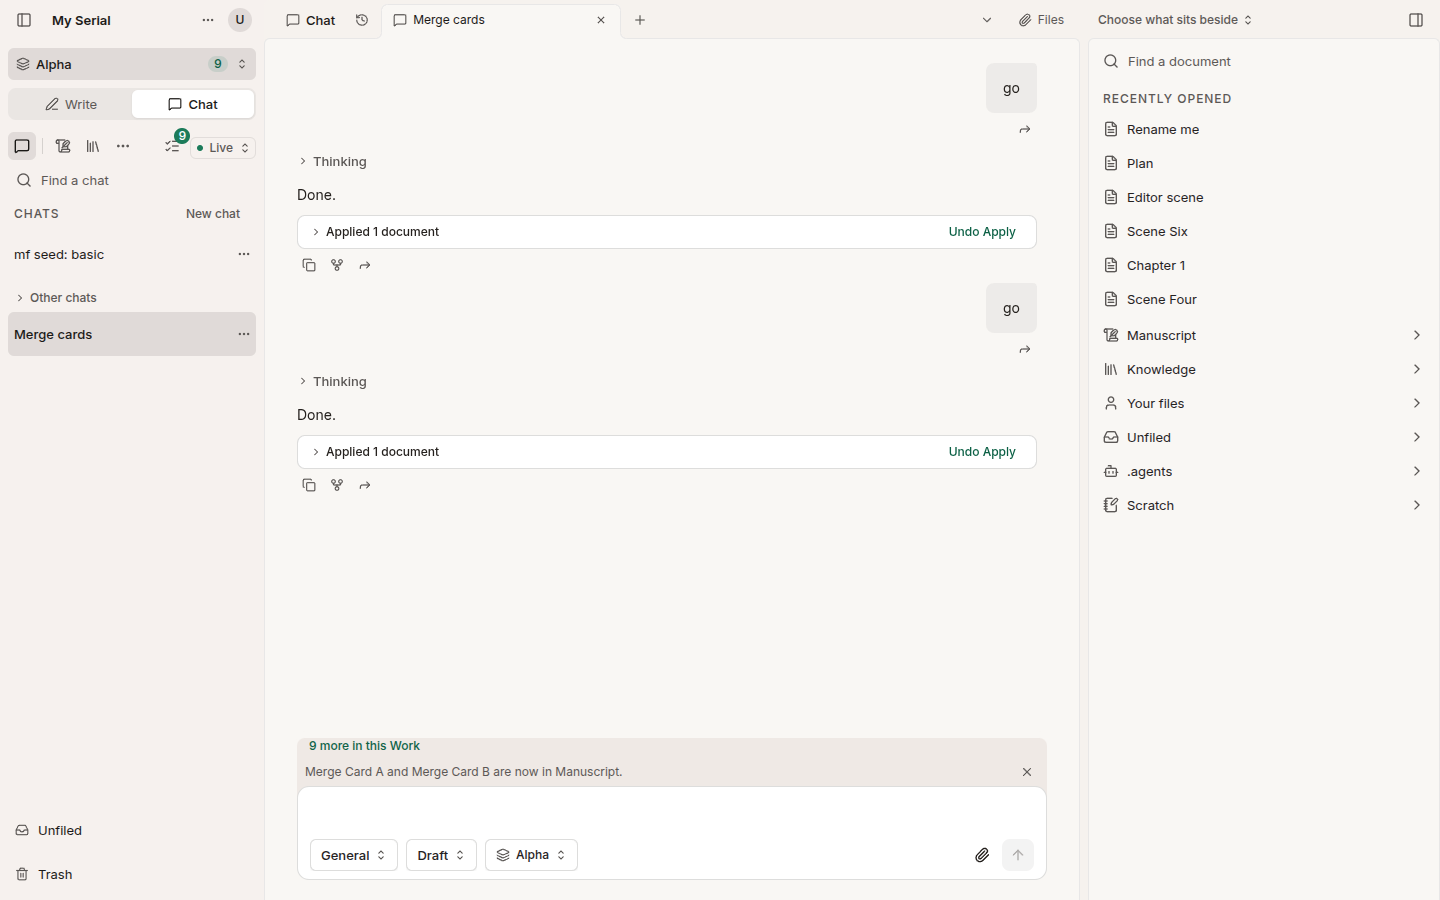 My Serial
U
Alpha
9
Write
Chat
9
Live
Find a chat
CHATS
New chat
mf seed: basic
Other chats
Merge cards
Unfiled
Trash
Chat
Merge cards
Files
go
Thinking
Done.
Applied 1 document
Undo Apply
go
Thinking
Done.
Applied 1 document
Undo Apply
9 more in this Work
Merge Card A and Merge Card B are now in Manuscript.
General
Draft
Alpha
Choose what sits beside
Find a document
RECENTLY OPENED
Rename me
Plan
Editor scene
Scene Six
Chapter 1
Scene Four
Manuscript
Knowledge
Your files
Unfiled
.agents
Scratch